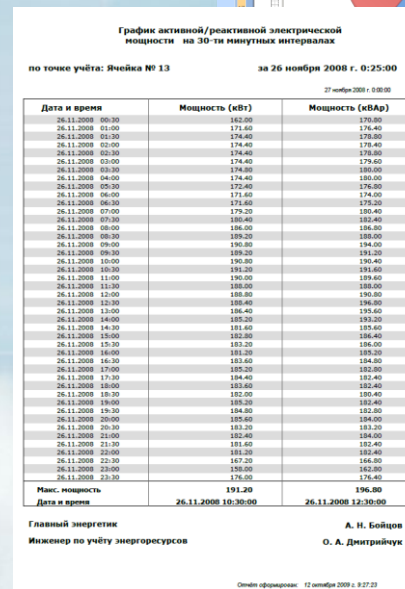 График активной/реактивной электрической
мощности на 30-ти минутных интервалах
по точке учёта: Ячейка № 13 за 26 ноября 2008 г. 0:25:00
27 ноября 2008 г. 0:00:00
Дата и время Мощность (кВт) Мощность (кВАр)
26.11.2008 00:30 162.00 170.80
26.11.2008 01:00 171.60 176.40
26.11.2008 01:30 174.40 178.80
26.11.2008 02:00 174.40 178.40
26.11.2008 02:30 174.40 178.80
26.11.2008 03:00 174.40 179.60
26.11.2008 03:30 174.80 180.00
26.11.2008 04:00 174.40 180.00
26.11.2008 05:30 172.40 176.80
26.11.2008 06:00 171.60 174.00
26.11.2008 06:30 171.60 175.20
26.11.2008 07:00 179.20 180.40
26.11.2008 07:30 180.40 182.40
26.11.2008 08:00 186.00 186.80
26.11.2008 08:30 189.20 188.00
26.11.2008 09:00 190.80 194.00
26.11.2008 09:30 189.20 191.20
26.11.2008 10:00 190.80 190.40
26.11.2008 10:30 191.20 191.60
26.11.2008 11:00 190.00 189.60
26.11.2008 11:30 188.00 188.00
26.11.2008 12:00 188.80 190.80
26.11.2008 12:30 188.40 196.80
26.11.2008 13:00 186.40 195.60
26.11.2008 14:00 185.20 193.20
26.11.2008 14:30 181.60 185.60
26.11.2008 15:00 182.80 186.40
26.11.2008 15:30 183.20 186.00
26.11.2008 16:00 181.20 185.20
26.11.2008 16:30 183.60 184.80
26.11.2008 17:00 185.20 182.80
26.11.2008 17:30 184.40 182.40
26.11.2008 18:00 183.60 182.40
26.11.2008 18:30 182.00 180.40
26.11.2008 19:00 185.20 182.40
26.11.2008 19:30 184.80 182.80
26.11.2008 20:00 185.60 184.00
26.11.2008 20:30 183.20 183.20
26.11.2008 21:00 182.40 184.00
26.11.2008 21:30 181.60 182.40
26.11.2008 22:00 181.20 182.40
26.11.2008 22:30 167.20 166.80
26.11.2008 23:00 158.00 162.80
26.11.2008 23:30 176.00 176.40
Макс. мощность 191.20 196.80
Дата и время 26.11.2008 10:30:00 26.11.2008 12:30:00
Главный энергетик А. Н. Бойцов
Инженер по учёту энергоресурсов О. А. Дмитрийчук
Отчёт сформирован: 12 октября 2009 г. 9:27:23